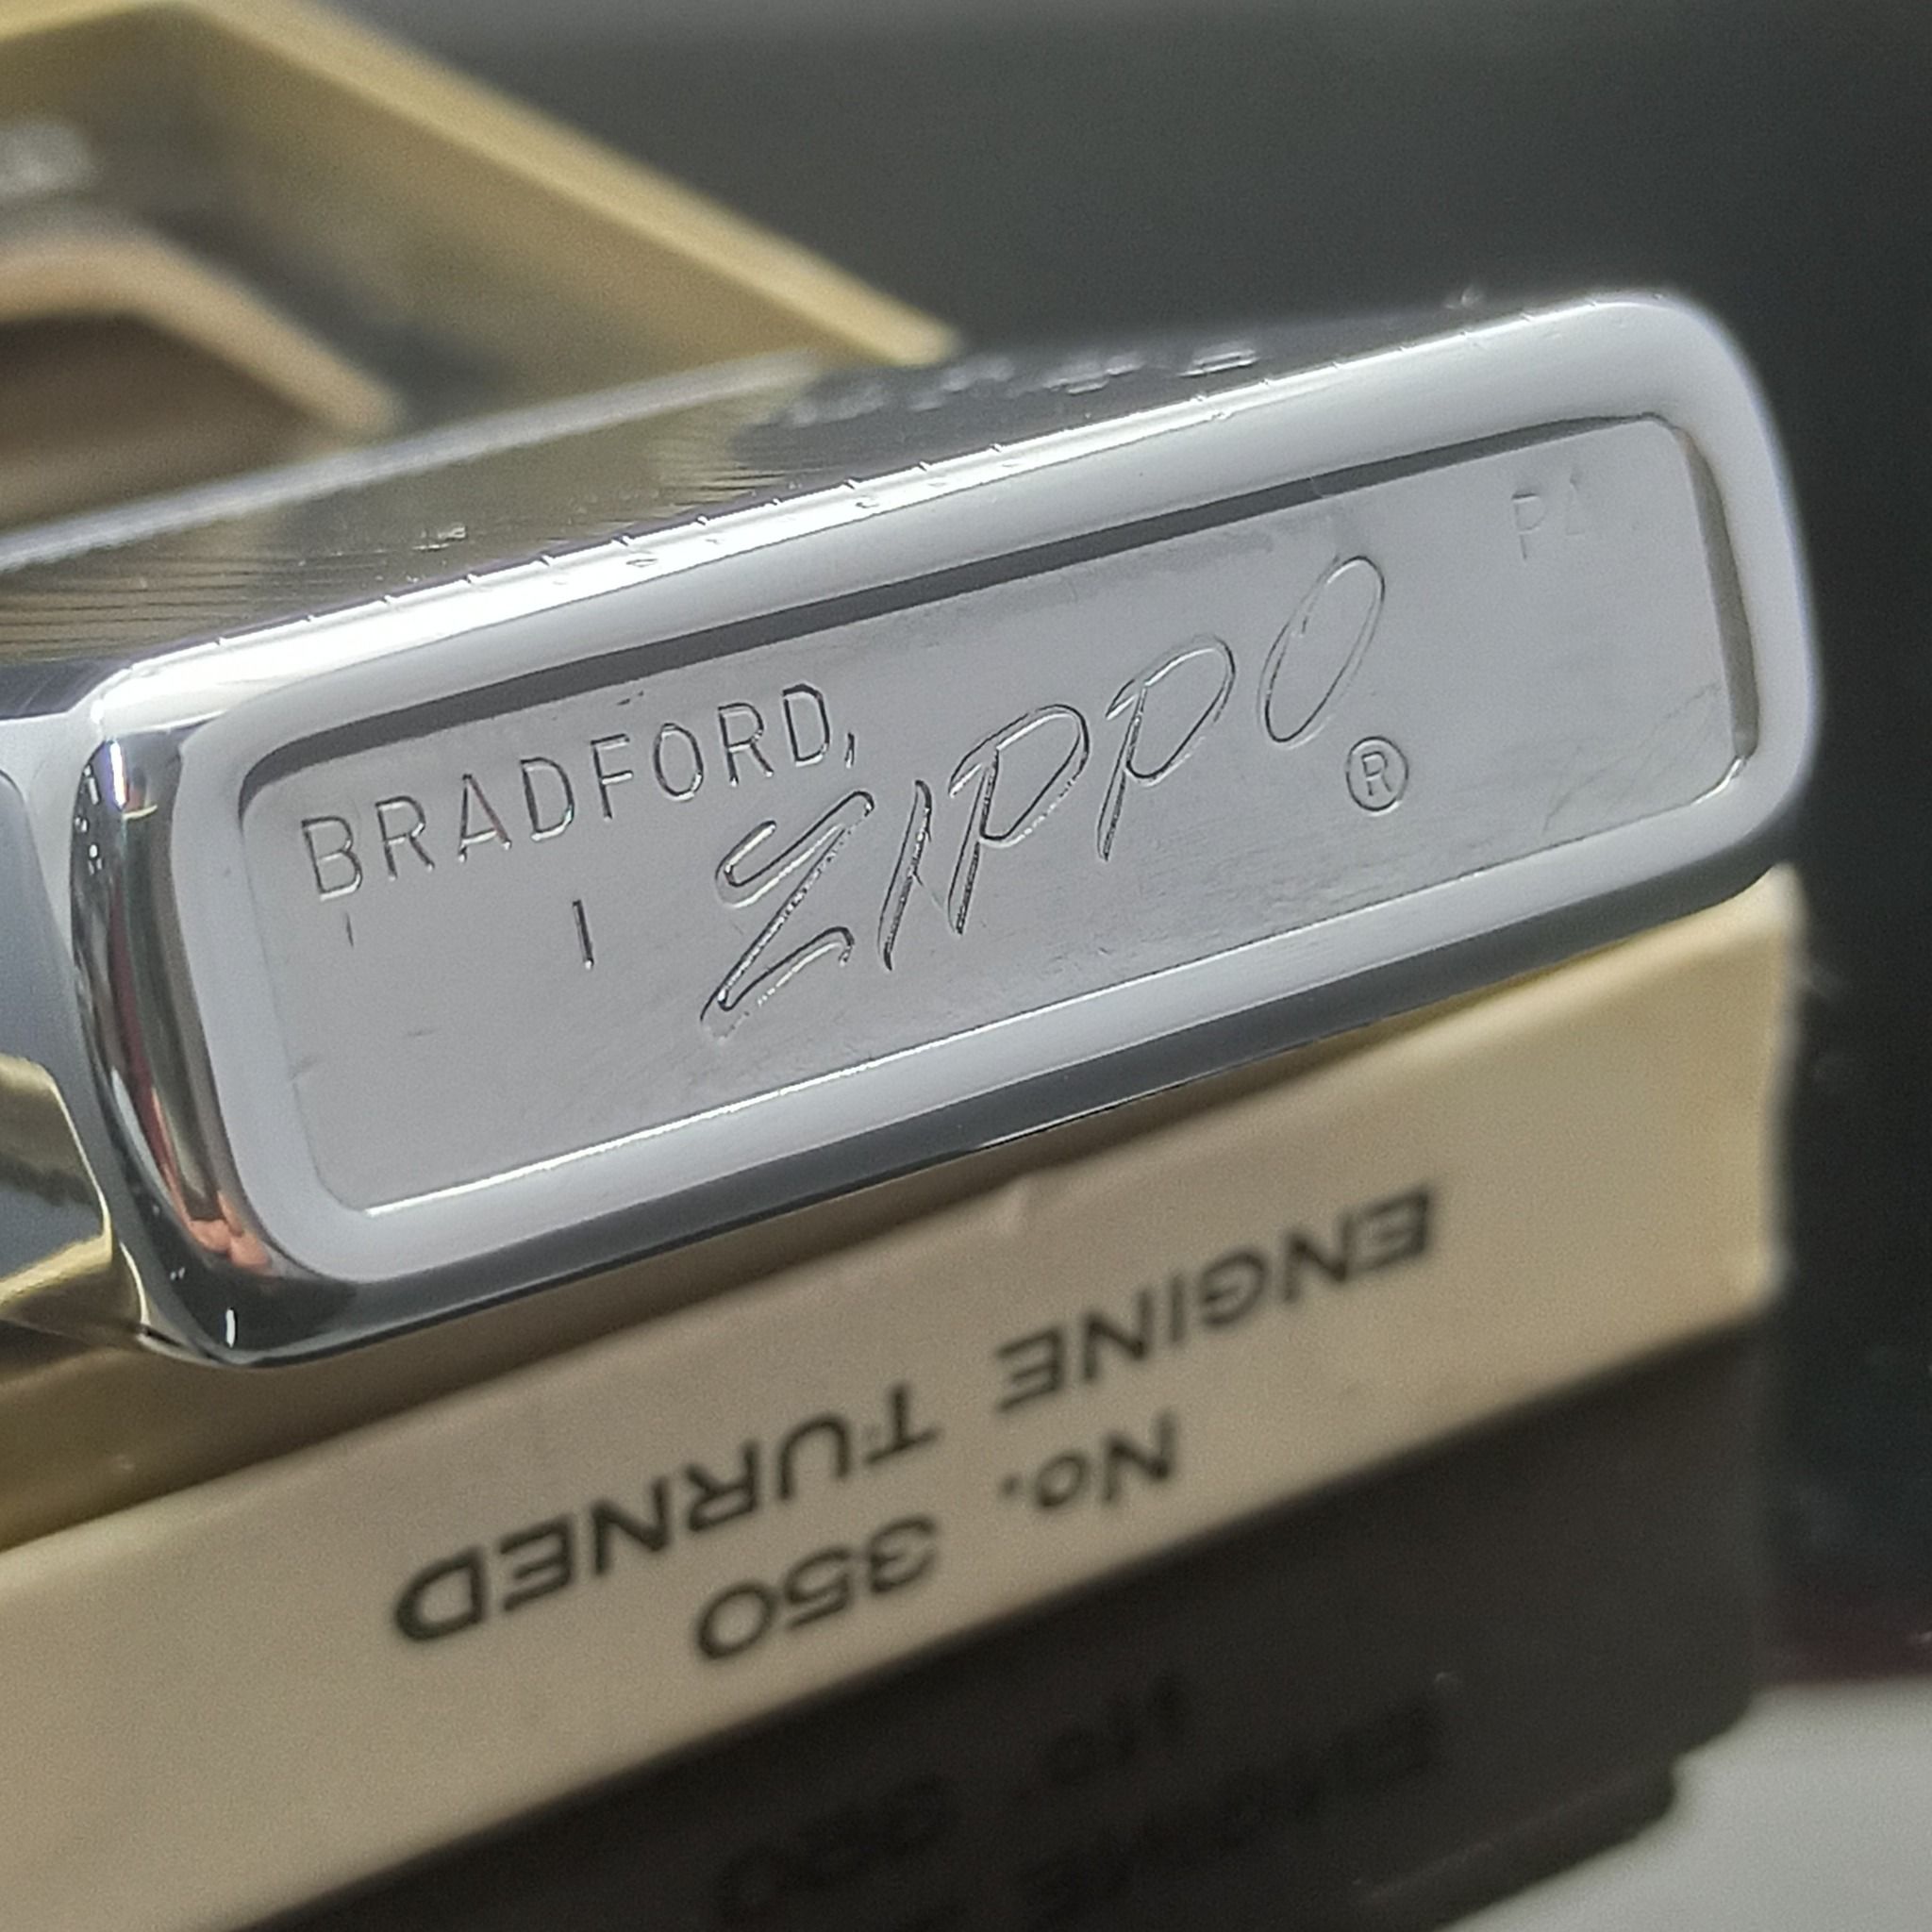 BRADFORD, PA
I I ZIPPO ®
ENGINE TURNED
No. 350